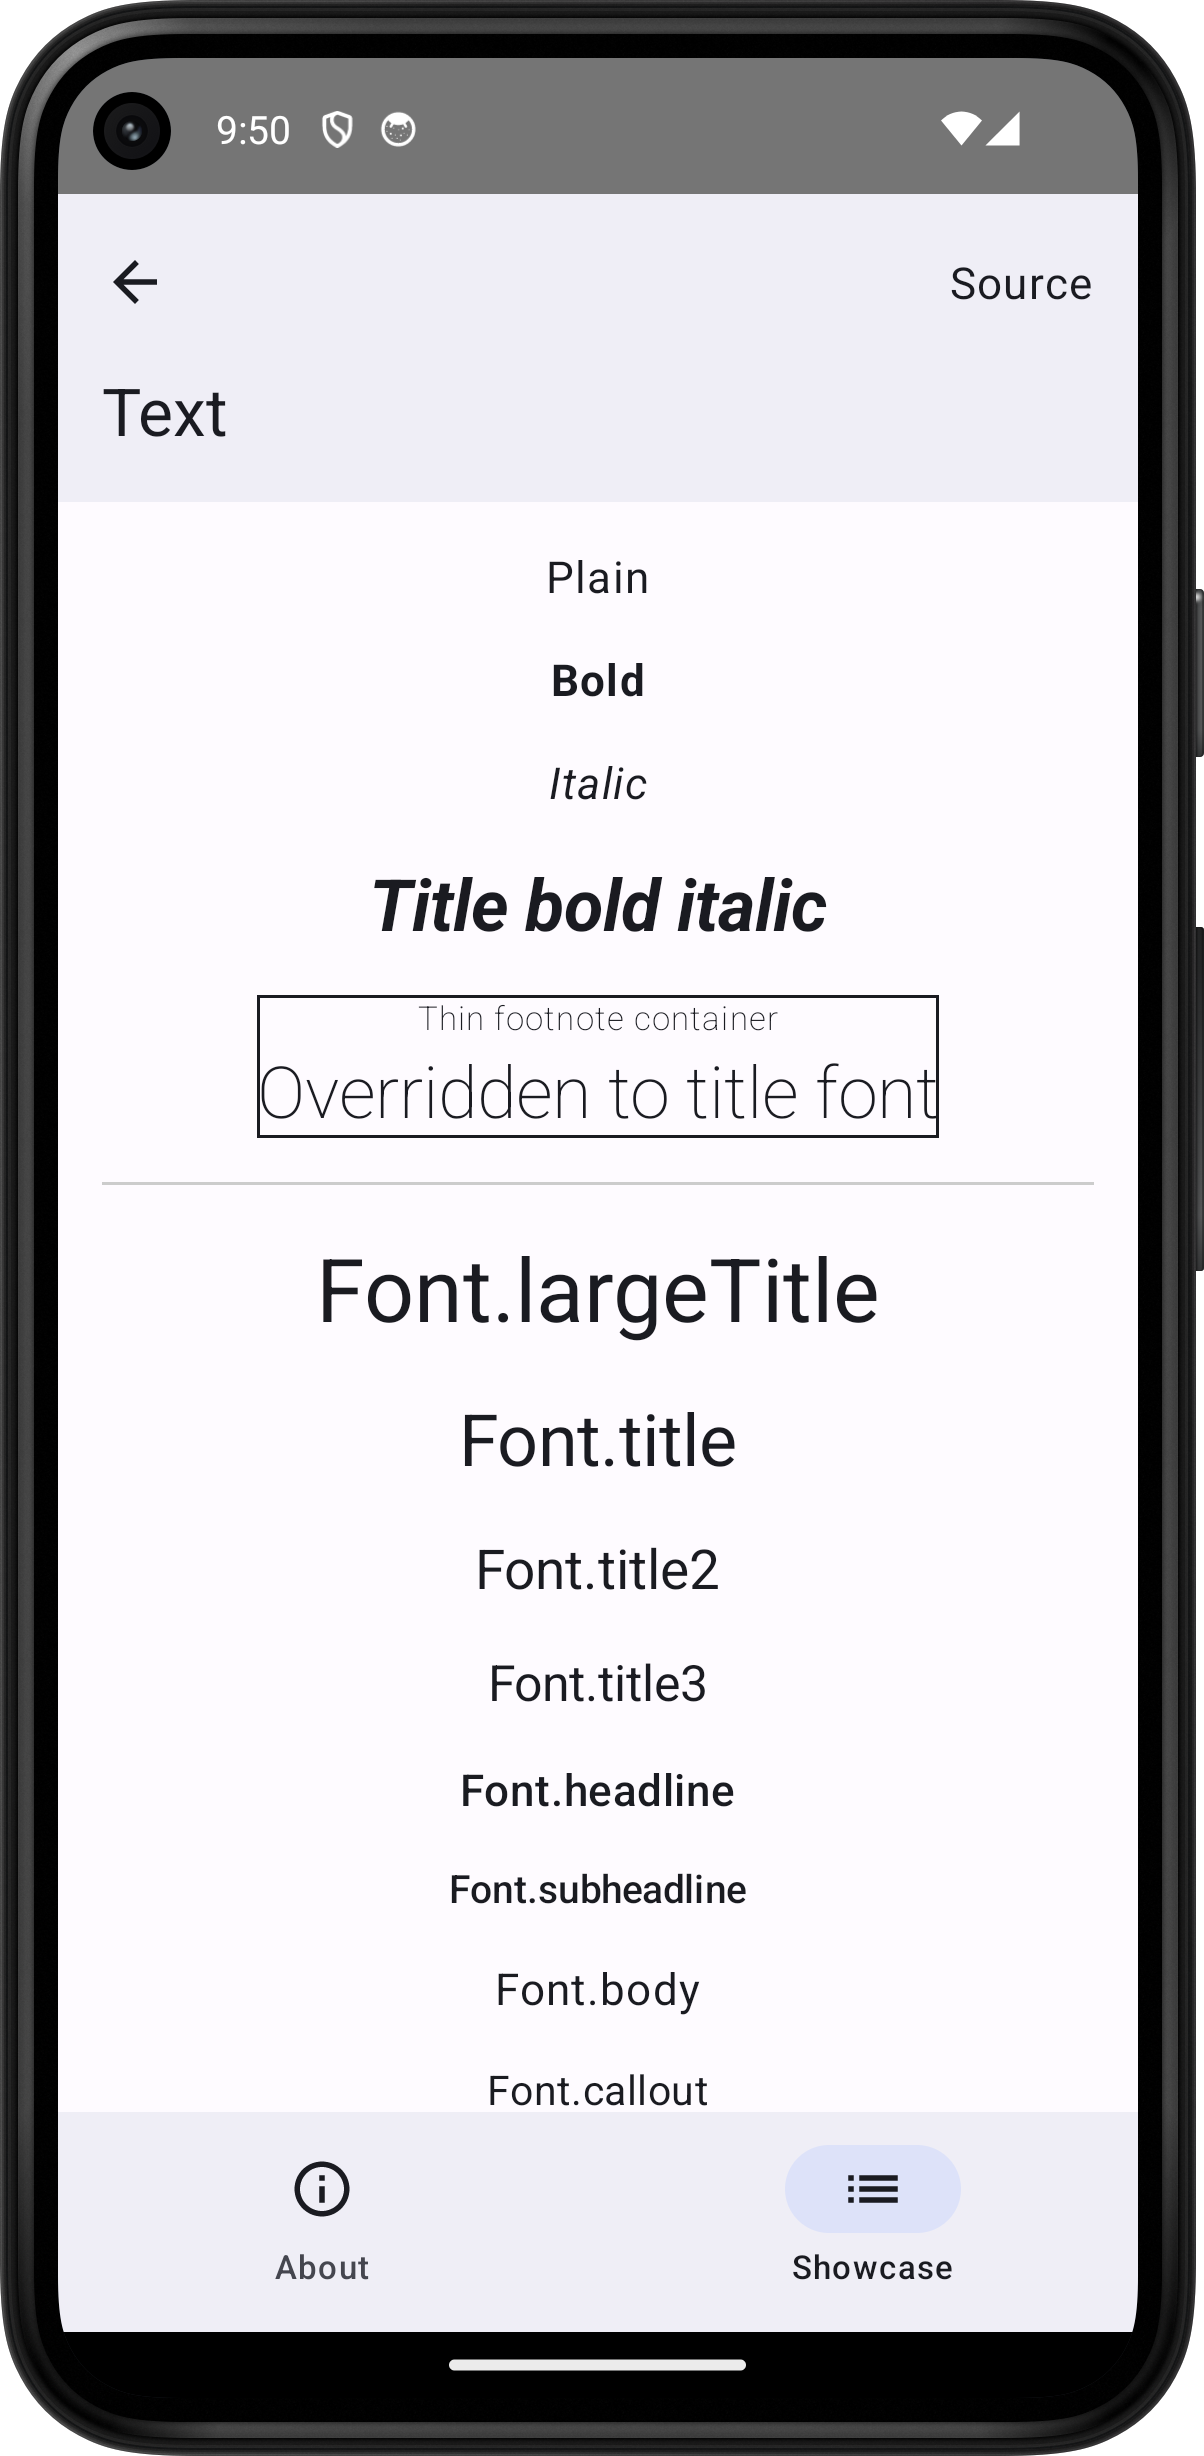 9:50
Source
Text
Plain
Bold
Italic
Title bold italic
Thin footnote container
Overridden to title font
Font.largeTitle
Font.title
Font.title2
Font.title3
Font.headline
Font.subheadline
Font.body
Font.callout
About
Showcase